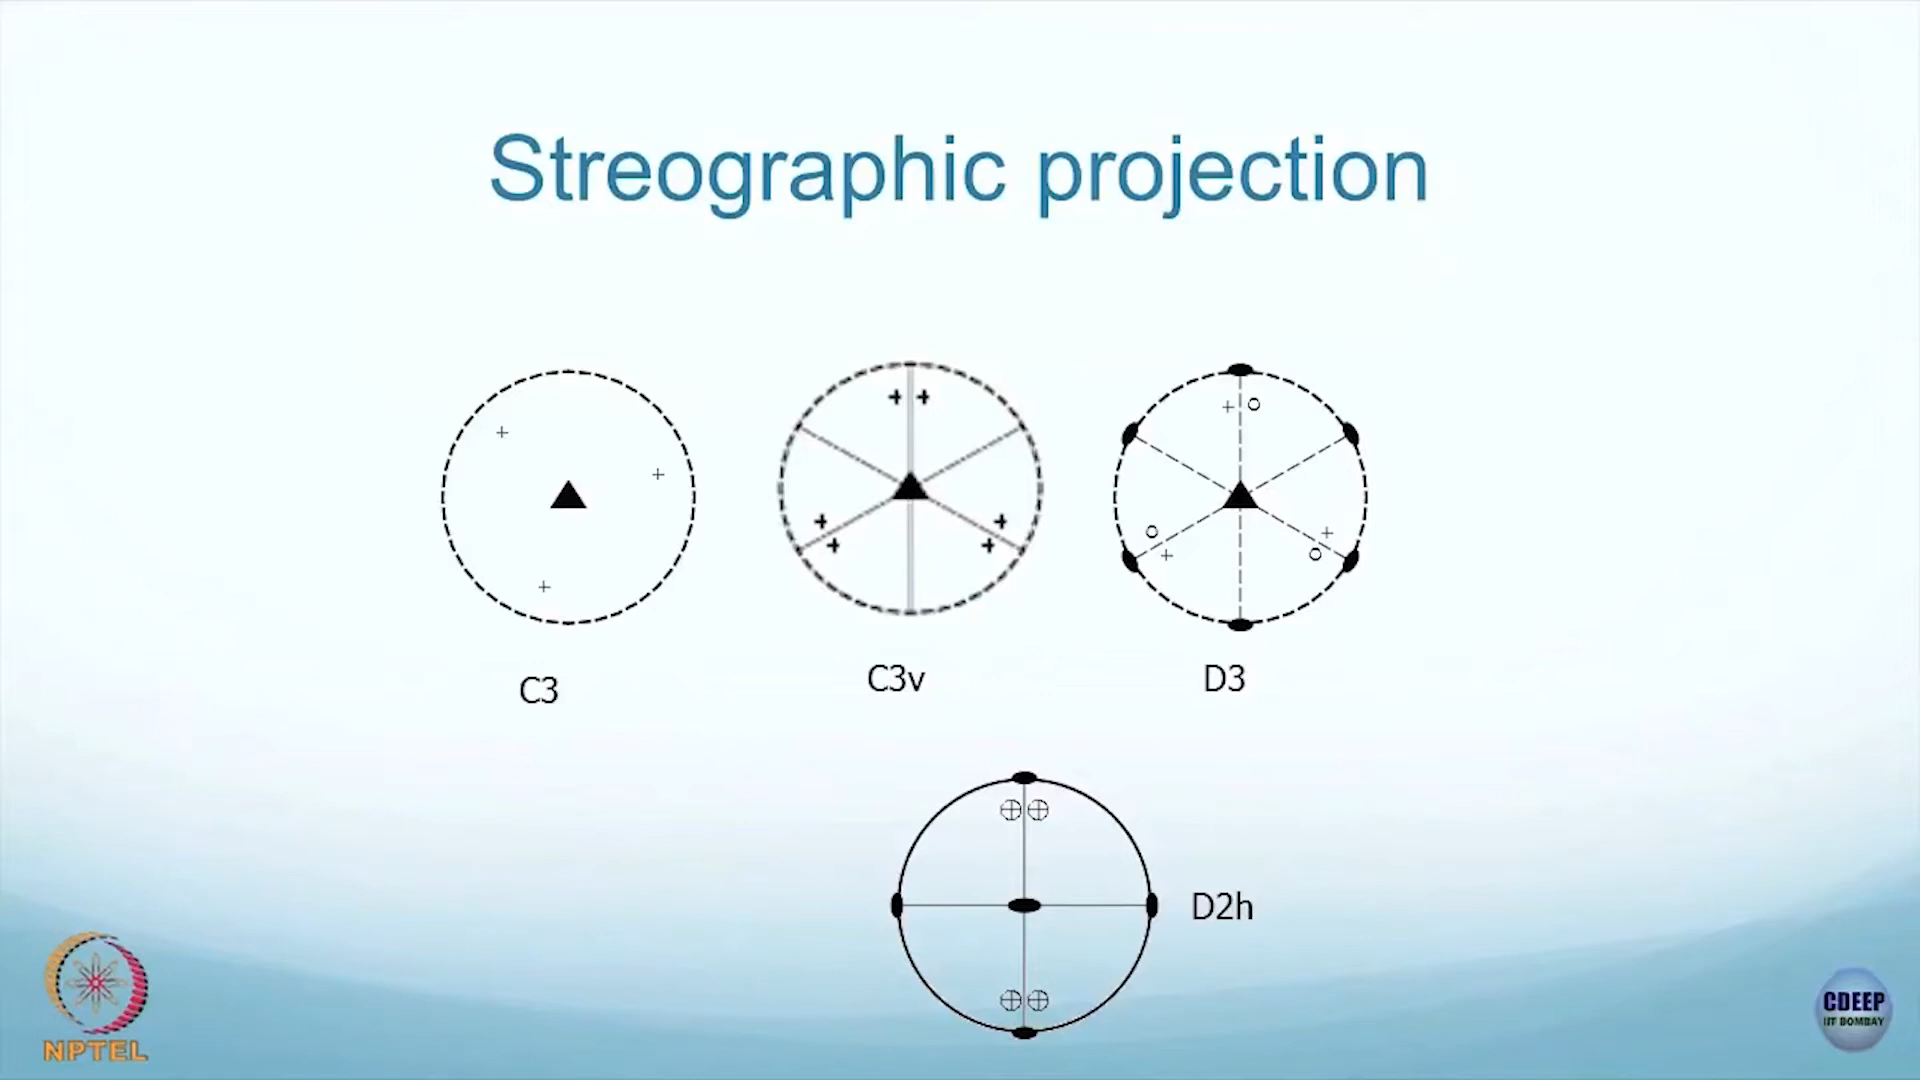 Streographic projection
C3
C3v
D3
D2h
NPTEL
CDEEP
IIT BOMBAY